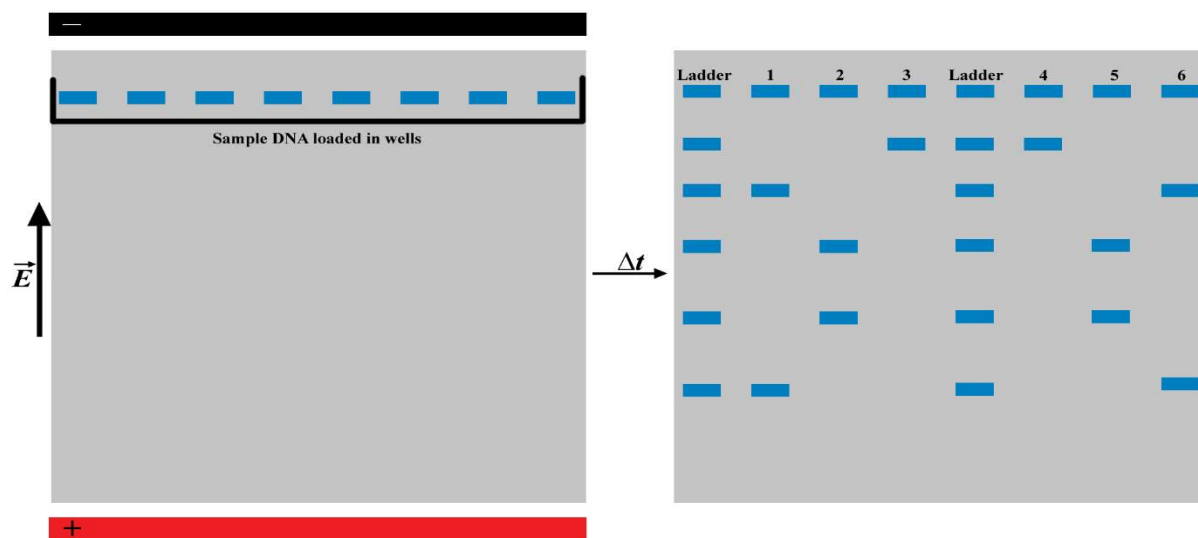 —
Ladder 1 2 3 Ladder 4 5 6
Sample DNA loaded in wells
E⃗
Δt
+